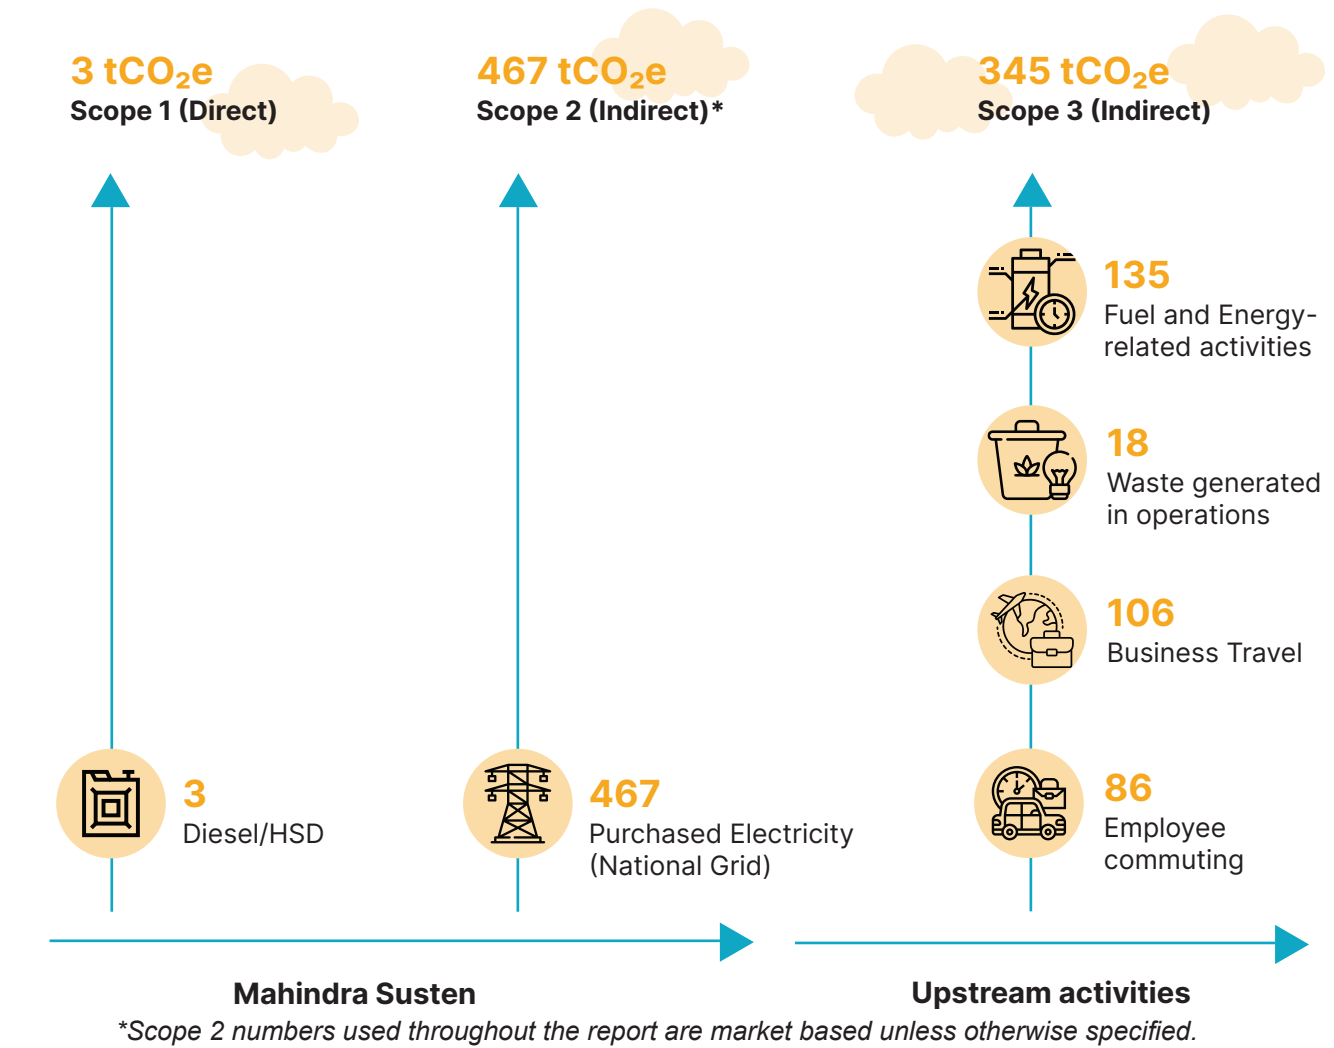 3 tCO₂e
Scope 1 (Direct)
467 tCO₂e
Scope 2 (Indirect)*
345 tCO₂e
Scope 3 (Indirect)
135
Fuel and Energy-
related activities
18
Waste generated
in operations
106
Business Travel
3
Diesel/HSD
467
Purchased Electricity
(National Grid)
86
Employee
commuting
Mahindra Susten
Upstream activities
*Scope 2 numbers used throughout the report are market based unless otherwise specified.